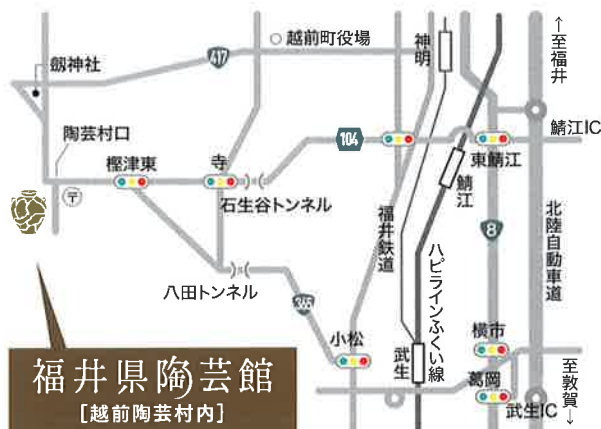 ↑至福井
神明
越前町役場
417
劔神社
陶芸村口
104
鯖江IC
東鯖江
樫津東
寺
〒
石生谷トンネル
鯖江
福井鉄道
ハピラインふくい線
8
北陸自動車道
八田トンネル
365
小松
武生
横市
葛岡
武生IC
至敦賀↓
福井県陶芸館
[越前陶芸村内]